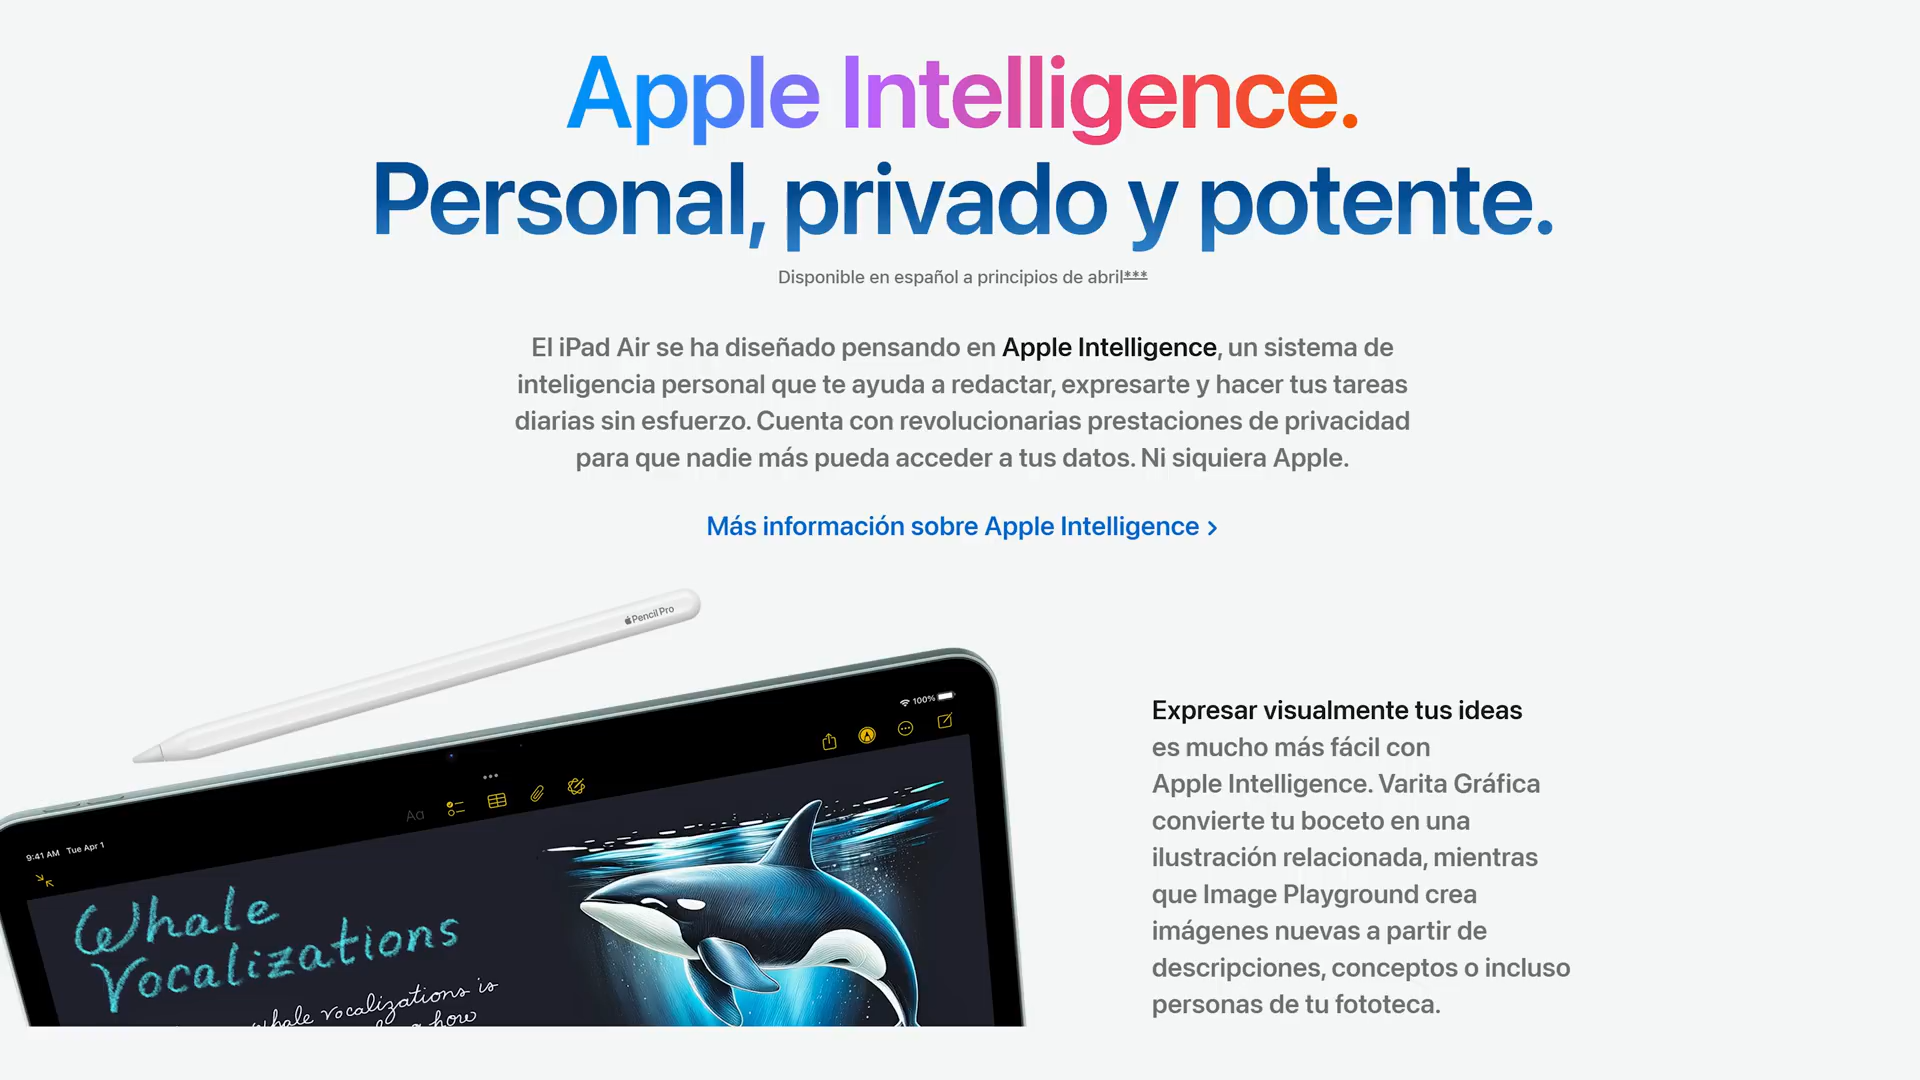 Apple Intelligence.
Personal, privado y potente.
Disponible en español a principios de abril***
El iPad Air se ha diseñado pensando en Apple Intelligence, un sistema de
inteligencia personal que te ayuda a redactar, expresarte y hacer tus tareas
diarias sin esfuerzo. Cuenta con revolucionarias prestaciones de privacidad
para que nadie más pueda acceder a tus datos. Ni siquiera Apple.
Más información sobre Apple Intelligence >
Pencil Pro
100%
Aa
9:41 AM Tue Apr 1
Whale
Vocalizations
whale vocalizations is
how
Expresar visualmente tus ideas
es mucho más fácil con
Apple Intelligence. Varita Gráfica
convierte tu boceto en una
ilustración relacionada, mientras
que Image Playground crea
imágenes nuevas a partir de
descripciones, conceptos o incluso
personas de tu fototeca.